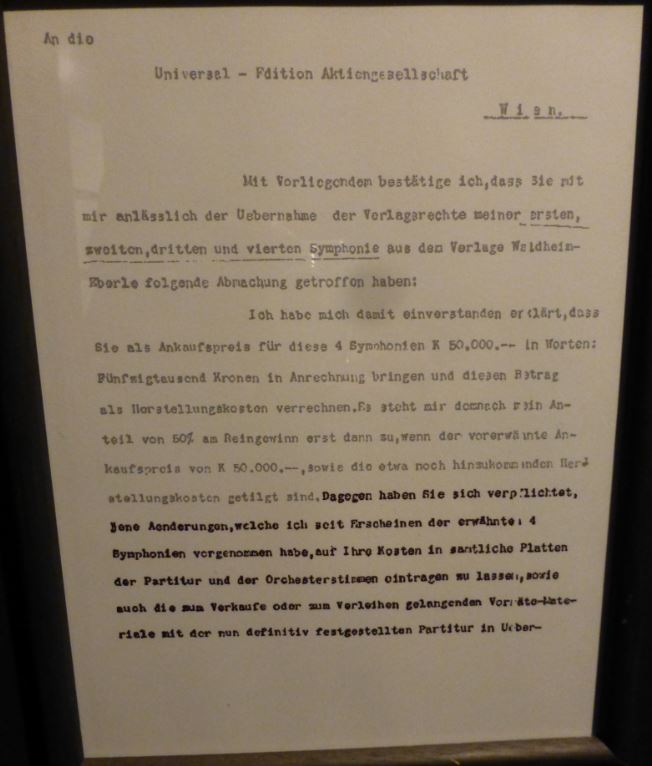 An die
Universal - Edition Aktiengesellschaft
Wien.
Mit Vorliegendem bestätige ich,dass Sie mit
mir anlässlich der Uebernahme der Verlagsrechte meiner ersten,
zweiten,dritten und vierten Symphonie aus dem Verlage Waldheim-
Eberle folgende Abmachung getroffen haben:
Ich habe mich damit einverstanden erklärt,dass
Sie als Ankaufspreis für diese 4 Symphonien K 50.000.-- in Worten:
Fünfzigtausend Kronen in Anrechnung bringen und diesen Betrag
als Herstellungskosten verrechnen.Es steht mir demnach mein An-
teil von 50% am Reingewinn erst dann zu,wenn der vorerwähnte An-
kaufspreis von K 50.000.--,sowie die etwa noch hinzukommenden Her-
stellungskosten getilgt sind.Dagegen haben Sie sich verpflichtet,
jene Aenderungen,welche ich seit Erscheinen der erwähnten 4
Symphonien vorgenommen habe,auf Ihre Kosten in sämtliche Platten
der Partitur und der Orchesterstimmen eintragen zu lassen,sowie
auch die zum Verkaufe oder zum Verleihen gelangenden Vorräte-Mate-
riale mit der nun definitiv festgestellten Partitur in Ueber-